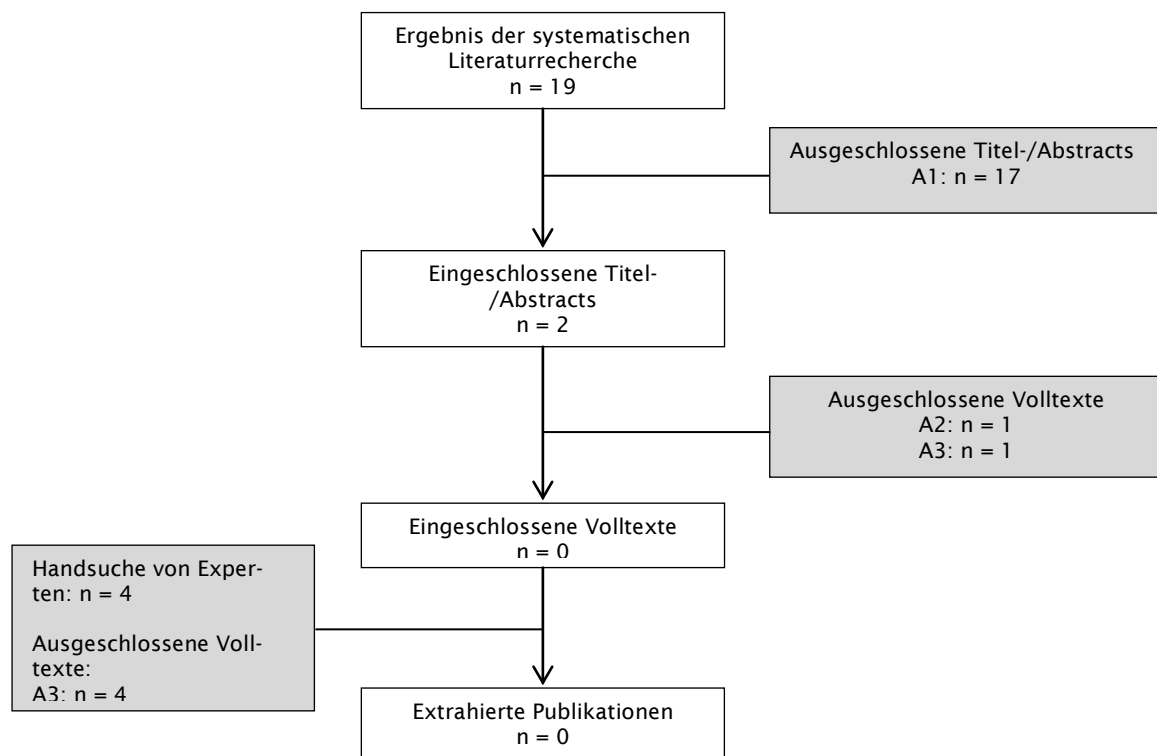 Ergebnis der systematischen
Literaturrecherche
n = 19
Ausgeschlossene Titel-/Abstracts
A1: n = 17
Eingeschlossene Titel-
/Abstracts
n = 2
Ausgeschlossene Volltexte
A2: n = 1
A3: n = 1
Eingeschlossene Volltexte
n = 0
Handsuche von Exper-
ten: n = 4
Ausgeschlossene Voll-
texte:
A3: n = 4
Extrahierte Publikationen
n = 0